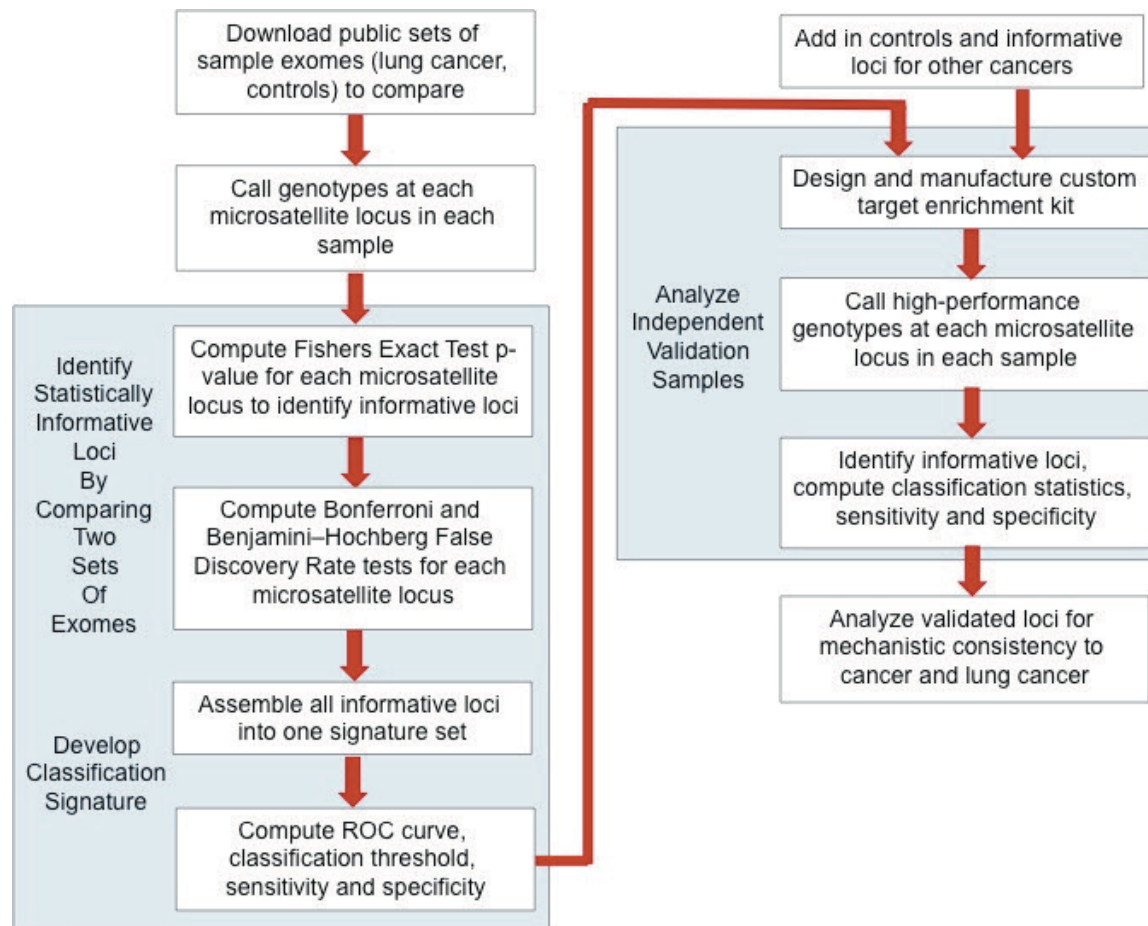 Download public sets of
sample exomes (lung cancer,
controls) to compare
Call genotypes at each
microsatellite locus in each
sample
Identify
Statistically
Informative
Loci
By
Comparing
Two
Sets
Of
Exomes
Compute Fishers Exact Test p-
value for each microsatellite
locus to identify informative loci
Compute Bonferroni and
Benjamini–Hochberg False
Discovery Rate tests for each
microsatellite locus
Develop
Classification
Signature
Assemble all informative loci
into one signature set
Compute ROC curve,
classification threshold,
sensitivity and specificity
Add in controls and informative
loci for other cancers
Analyze
Independent
Validation
Samples
Design and manufacture custom
target enrichment kit
Call high-performance
genotypes at each microsatellite
locus in each sample
Identify informative loci,
compute classification statistics,
sensitivity and specificity
Analyze validated loci for
mechanistic consistency to
cancer and lung cancer